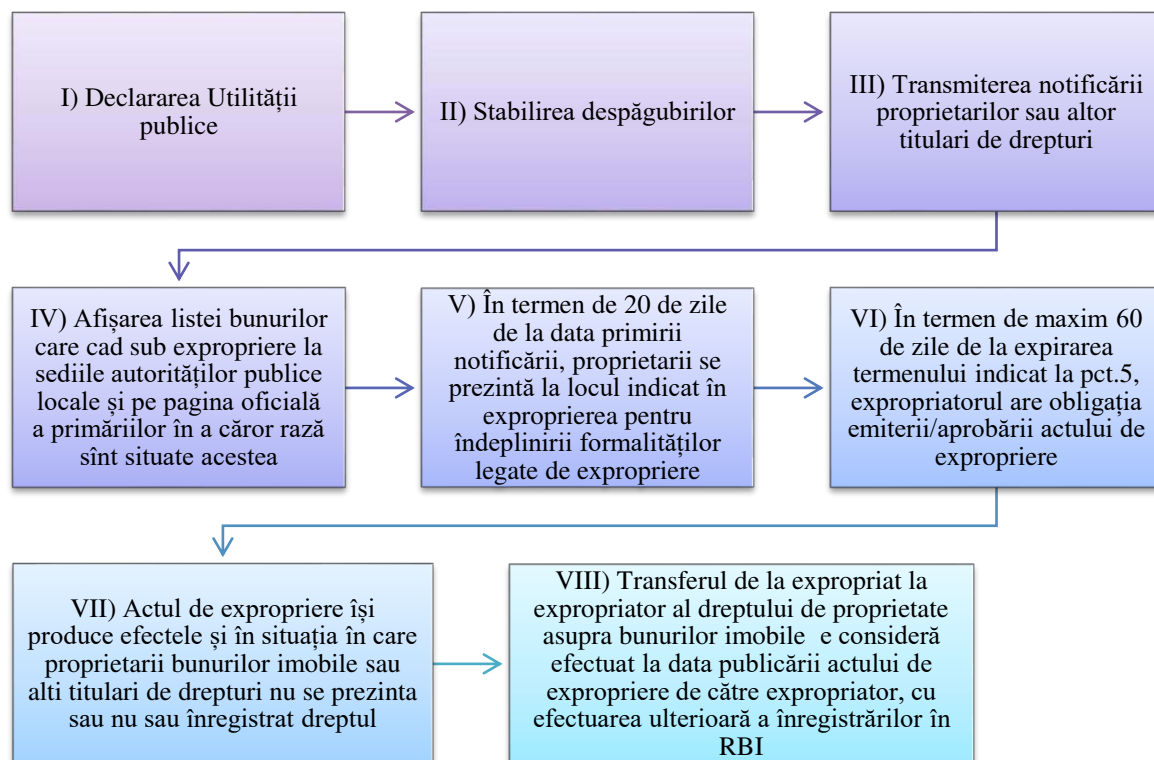 I) Declararea Utilității
publice
II) Stabilirea despăgubirilor
III) Transmiterea notificării
proprietarilor sau altor
titulari de drepturi
IV) Afișarea listei bunurilor
care cad sub expropriere la
sediile autorităților publice
locale și pe pagina oficială
a primăriilor în a căror rază
sînt situate acestea
V) În termen de 20 de zile
de la data primirii
notificării, proprietarii se
prezintă la locul indicat în
exproprierea pentru
îndeplinirii formalităților
legate de expropriere
VI) În termen de maxim 60
de zile de la expirarea
termenului indicat la pct.5,
expropriatorul are obligația
emiterii/aprobării actului de
expropriere
VII) Actul de expropriere își
produce efectele și în situația în care
proprietarii bunurilor imobile sau
alti titulari de drepturi nu se prezinta
sau nu sau înregistrat dreptul
VIII) Transferul de la expropriat la
expropriator al dreptului de proprietate
asupra bunurilor imobile e consideră
efectuat la data publicării actului de
expropriere de către expropriator, cu
efectuarea ulterioară a înregistrărilor în
RBI